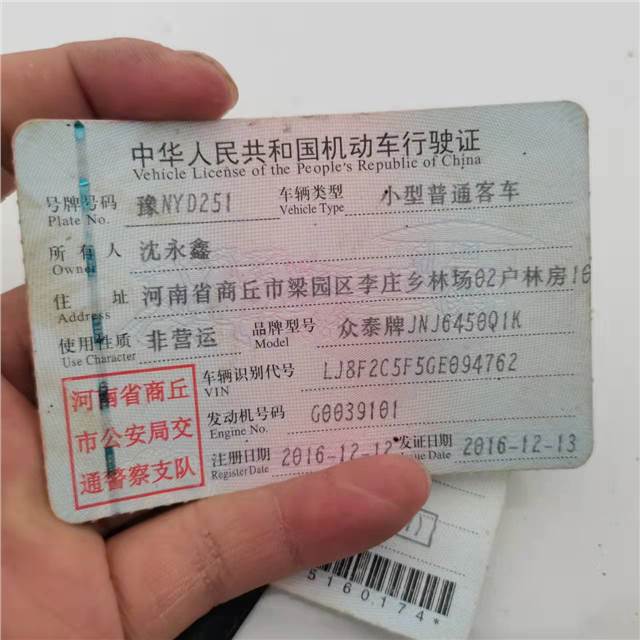 中华人民共和国机动车行驶证
Vehicle License of the People's Republic of China
号牌号码 豫NYD251 车辆类型 小型普通客车
Plate No. Vehicle Type
所有人 沈永鑫
Owner
住址 河南省商丘市梁园区李庄乡林场02户林房16
Address
使用性质 非营运 品牌型号 众泰牌JNJ6450Q1K
Use Character Model
河南省商丘
市公安局交
通警察支队
车辆识别代号 LJ8F2C5F5GE094762
VIN
发动机号码 G0039101
Engine No.
注册日期 2016-12-12 发证日期 2016-12-13
Register Date Issue Date
5160174*